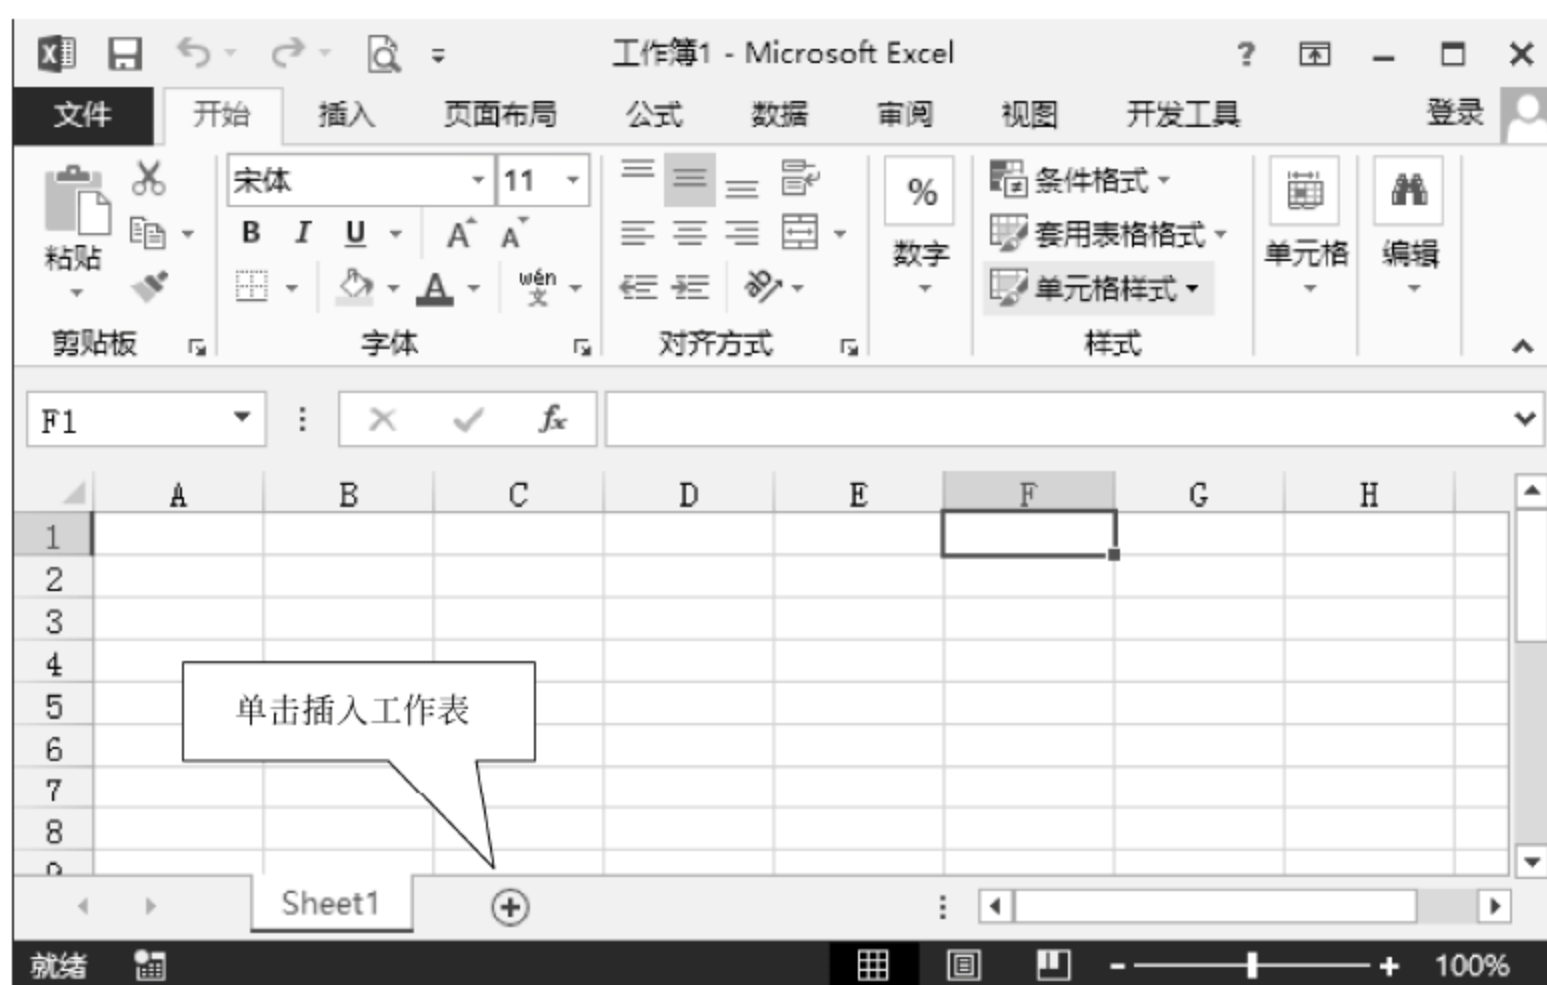 工作簿1 - Microsoft Excel ?
文件 开始 插入 页面布局 公式 数据 审阅 视图 开发工具 登录
宋体 11 % 条件格式
粘贴 B I U A A 数字 套用表格格式 单元格 编辑
A wén 文 单元格样式
剪贴板 字体 对齐方式 样式
F1 fx
A B C D E F G H
1
2
3
4
5
6
7
8
9
单击插入工作表
Sheet1
就绪 100%